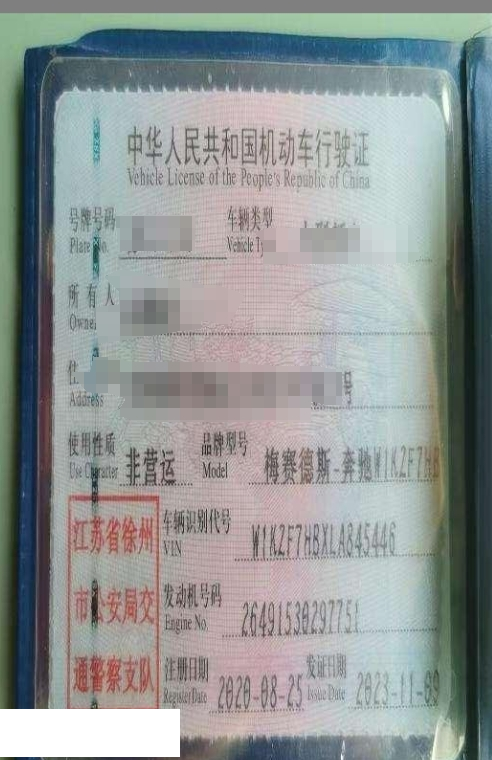 中华人民共和国机动车行驶证
Vehicle License of the People's Republic of China
号牌号码 车辆类型
Plate No. Vehicle Ty
所有人
Owner
住
Address 号
使用性质 非营运 品牌型号 梅赛德斯-奔驰W1KZF7HB
Use Character Model
江苏省徐州
市公安局交
通警察支队
车辆识别代号 W1KZF7HBXLA845446
VIN
发动机号码 26491530297751
Engine No.
注册日期 2020-08-25 发证日期 2023-11-09
Register Date Issue Date